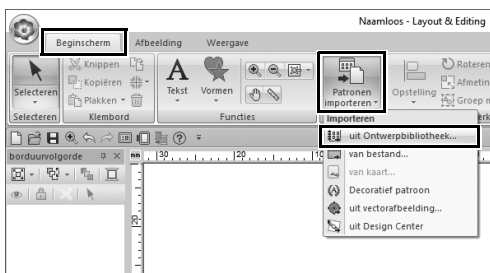 Naamloos - Layout & Editing
Beginscherm Afbeelding Weergave
Selecteren
Knippen
Kopiëren
Plakken
Tekst Vormen
Patronen importeren
Opstelling
Roteren
Afmetin
Groep m
Selecteren Klembord Functies
Importeren
uit Ontwerpbibliotheek...
van bestand...
van kaart...
Decoratief patroon
uit vectorafbeelding...
uit Design Center
borduurvolgorde
mm 30 20 10
20